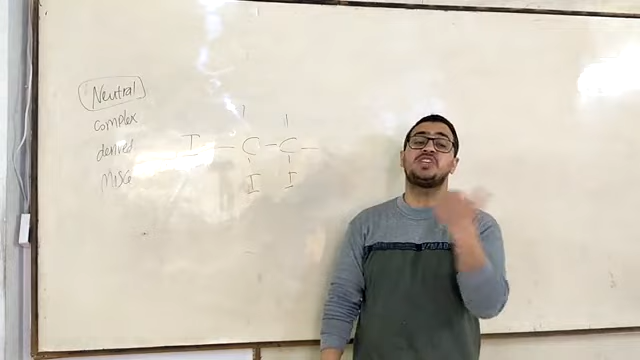 Neutral
complex
derived
MISC
I - C - C -
I I